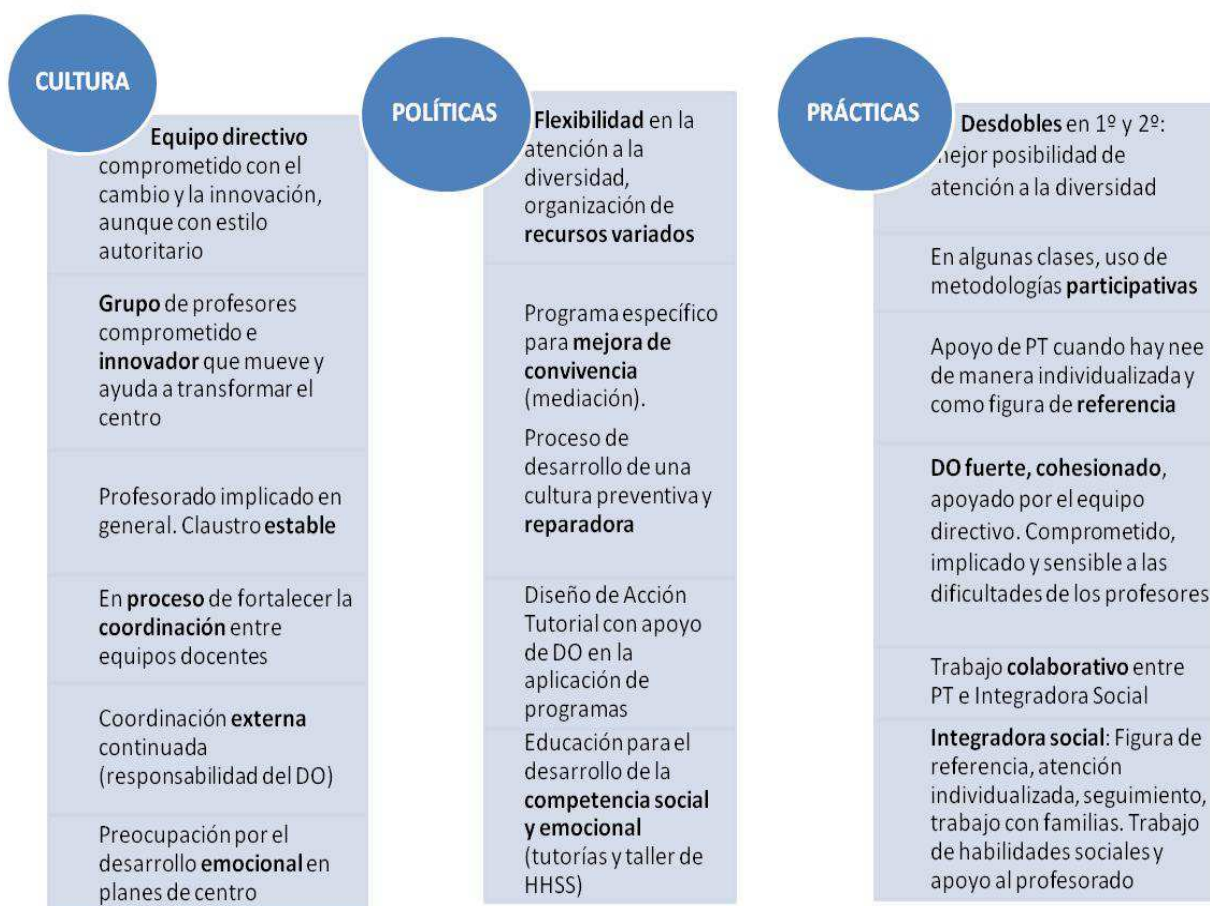 CULTURA
Equipo directivo
comprometido con el
cambio y la innovación,
aunque con estilo
autoritario
Grupo de profesores
comprometido e
innovador que mueve y
ayuda a transformar el
centro
Profesorado implicado en
general. Claustro estable
En proceso de fortalecer la
coordinación entre
equipos docentes
Coordinación externa
continuada
(responsabilidad del DO)
Preocupación por el
desarrollo emocional en
planes de centro
POLÍTICAS
Flexibilidad en la
atención a la
diversidad,
organización de
recursos variados
Programa específico
para mejora de
convivencia
(mediación).
Proceso de
desarrollo de una
cultura preventiva y
reparadora
Diseño de Acción
Tutorial con apoyo
de DO en la
aplicación de
programas
Educación para el
desarrollo de la
competencia social
y emocional
(tutorías y taller de
HHSS)
PRÁCTICAS
Desdobles en 1º y 2º:
mejor posibilidad de
atención a la diversidad
En algunas clases, uso de
metodologías participativas
Apoyo de PT cuando hay nee
de manera individualizada y
como figura de referencia
DO fuerte, cohesionado,
apoyado por el equipo
directivo. Comprometido,
implicado y sensible a las
dificultades de los profesores
Trabajo colaborativo entre
PT e Integradora Social
Integradora social: Figura de
referencia, atención
individualizada, seguimiento,
trabajo con familias. Trabajo
de habilidades sociales y
apoyo al profesorado